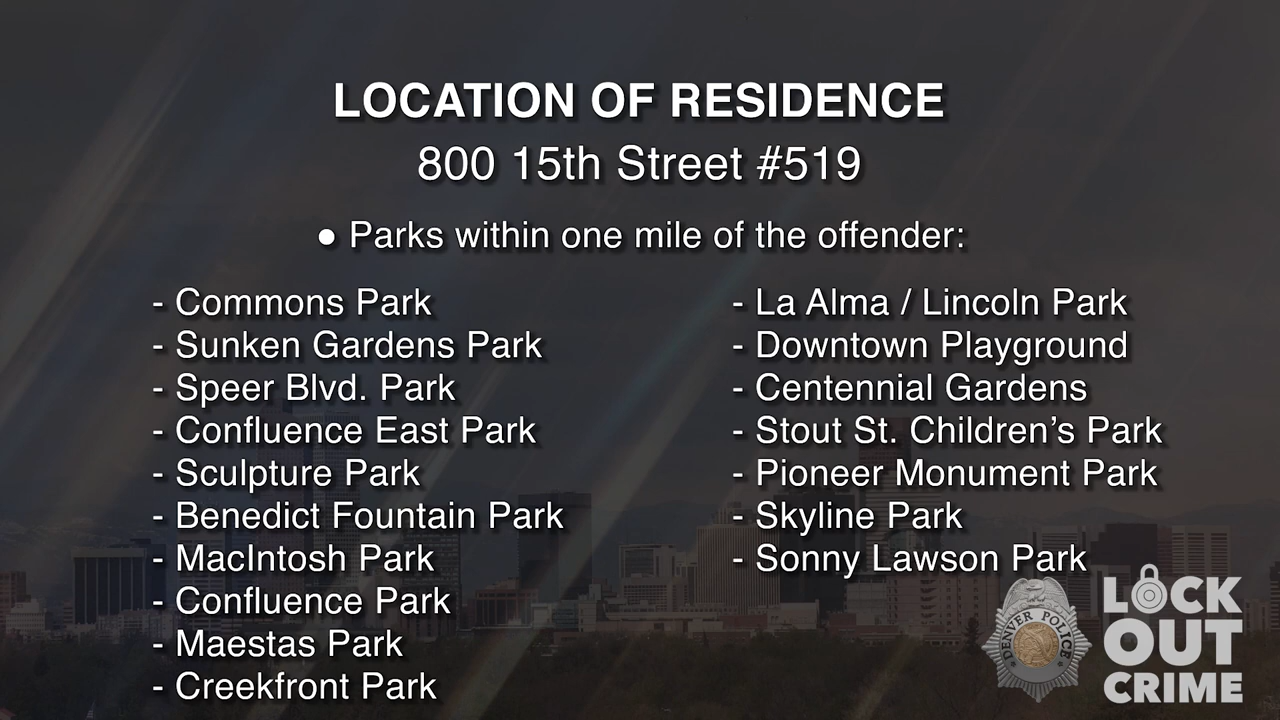 LOCATION OF RESIDENCE
800 15th Street #519
● Parks within one mile of the offender:
- Commons Park
- Sunken Gardens Park
- Speer Blvd. Park
- Confluence East Park
- Sculpture Park
- Benedict Fountain Park
- MacIntosh Park
- Confluence Park
- Maestas Park
- Creekfront Park
- La Alma / Lincoln Park
- Downtown Playground
- Centennial Gardens
- Stout St. Children’s Park
- Pioneer Monument Park
- Skyline Park
- Sonny Lawson Park
DENVER POLICE
LOCK
OUT
CRIME